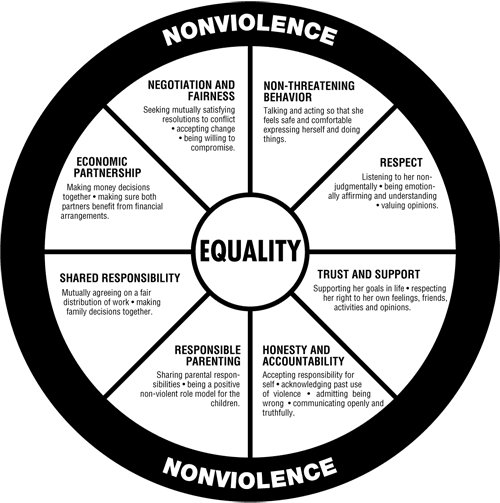 NONVIOLENCE
NEGOTIATION AND
FAIRNESS
Seeking mutually satisfying
resolutions to conflict
• accepting change
• being willing to
compromise.
NON-THREATENING
BEHAVIOR
Talking and acting so that she
feels safe and comfortable
expressing herself and doing
things.
ECONOMIC
PARTNERSHIP
Making money decisions
together • making sure both
partners benefit from financial
arrangements.
RESPECT
Listening to her non-
judgmentally • being emotion-
ally affirming and understanding
• valuing opinions.
EQUALITY
SHARED RESPONSIBILITY
Mutually agreeing on a fair
distribution of work • making
family decisions together.
TRUST AND SUPPORT
Supporting her goals in life • respecting
her right to her own feelings, friends,
activities and opinions.
RESPONSIBLE
PARENTING
Sharing parental respon-
sibilities • being a positive
non-violent role model for the
children.
HONESTY AND
ACCOUNTABILITY
Accepting responsibility for
self • acknowledging past use
of violence • admitting being
wrong • communicating openly and
truthfully.
NONVIOLENCE